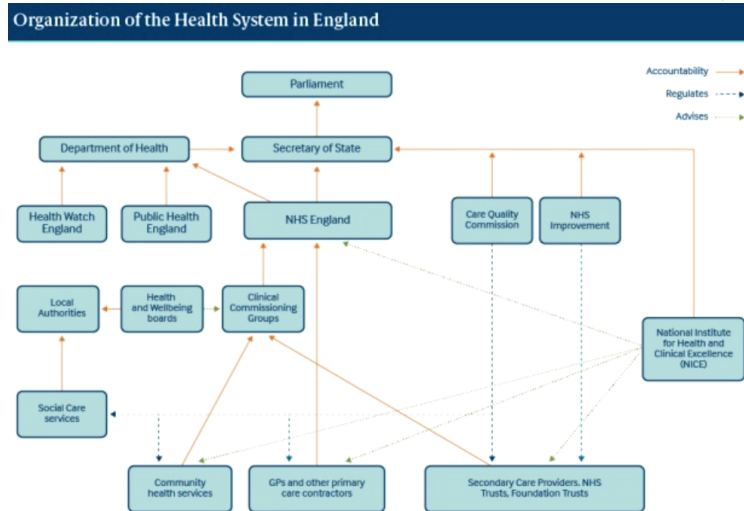 Organization of the Health System in England
Parliament
Accountability
Regulates
Advises
Department of Health
Secretary of State
Health Watch
England
Public Health
England
NHS England
Care Quality
Commission
NHS
Improvement
Local
Authorities
Health
and Wellbeing
boards
Clinical
Commissioning
Groups
National Institute
for Health and
Clinical Excellence
(NICE)
Social Care
services
Community
health services
GPs and other primary
care contractors
Secondary Care Providers, NHS
Trusts, Foundation Trusts